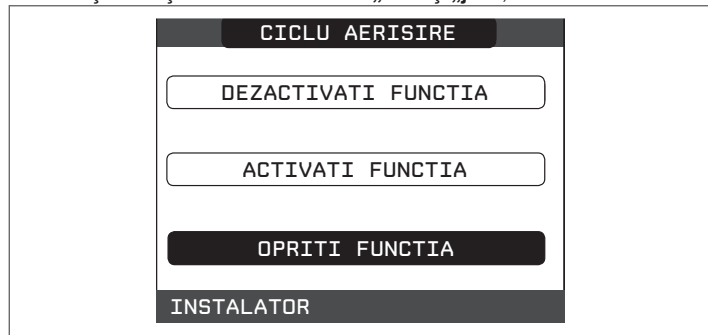 CICLU AERISIRE
DEZACTIVATI FUNCTIA
ACTIVATI FUNCTIA
OPRITI FUNCTIA
INSTALATOR